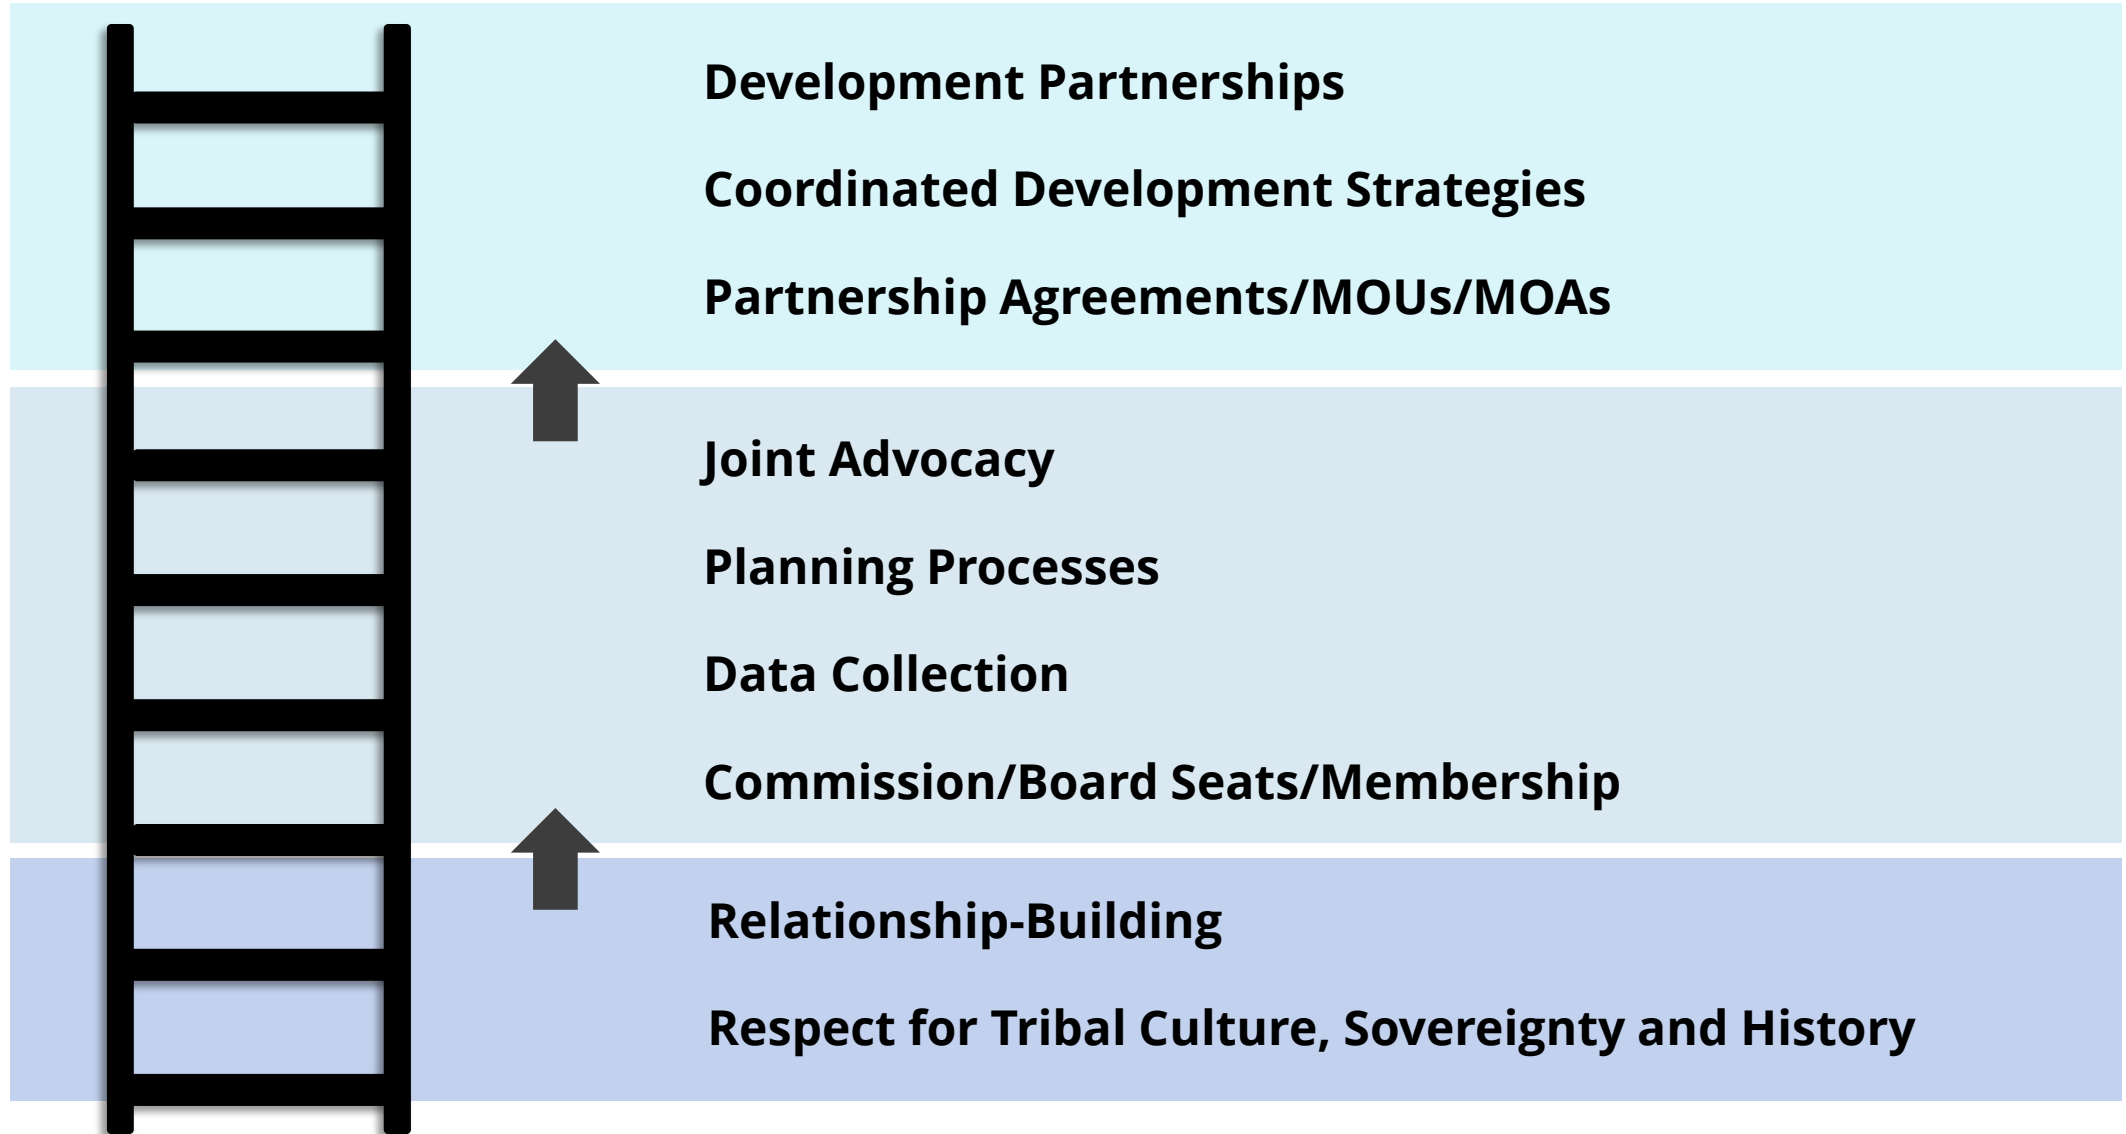 Development Partnerships
Coordinated Development Strategies
Partnership Agreements/MOUs/MOAs
Joint Advocacy
Planning Processes
Data Collection
Commission/Board Seats/Membership
Relationship-Building
Respect for Tribal Culture, Sovereignty and History